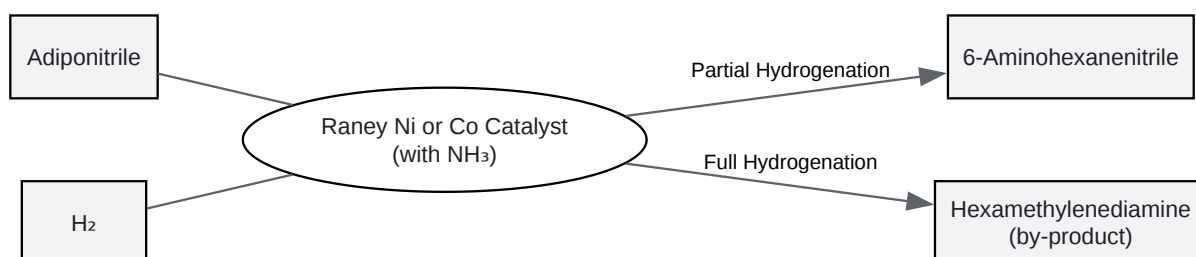 Adiponitrile
H₂
Raney Ni or Co Catalyst
(with NH₃)
Partial Hydrogenation
Full Hydrogenation
6-Aminohexanenitrile
Hexamethylenediamine
(by-product)